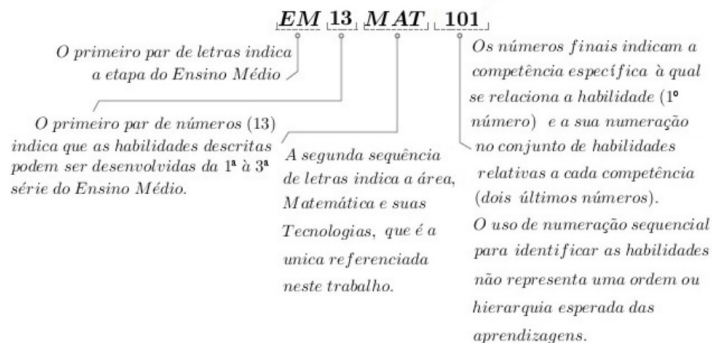 EM 13 MAT 101
O primeiro par de letras indica
a etapa do Ensino Médio
O primeiro par de números (13)
indica que as habilidades descritas
podem ser desenvolvidas da 1ª à 3ª
série do Ensino Médio.
A segunda sequência
de letras indica a área,
Matemática e suas
Tecnologias, que é a
unica referenciada
neste trabalho.
Os números finais indicam a
competência específica à qual
se relaciona a habilidade (1º
número) e a sua numeração
no conjunto de habilidades
relativas a cada competência
(dois últimos números).
O uso de numeração sequencial
para identificar as habilidades
não representa uma ordem ou
hierarquia esperada das
aprendizagens.